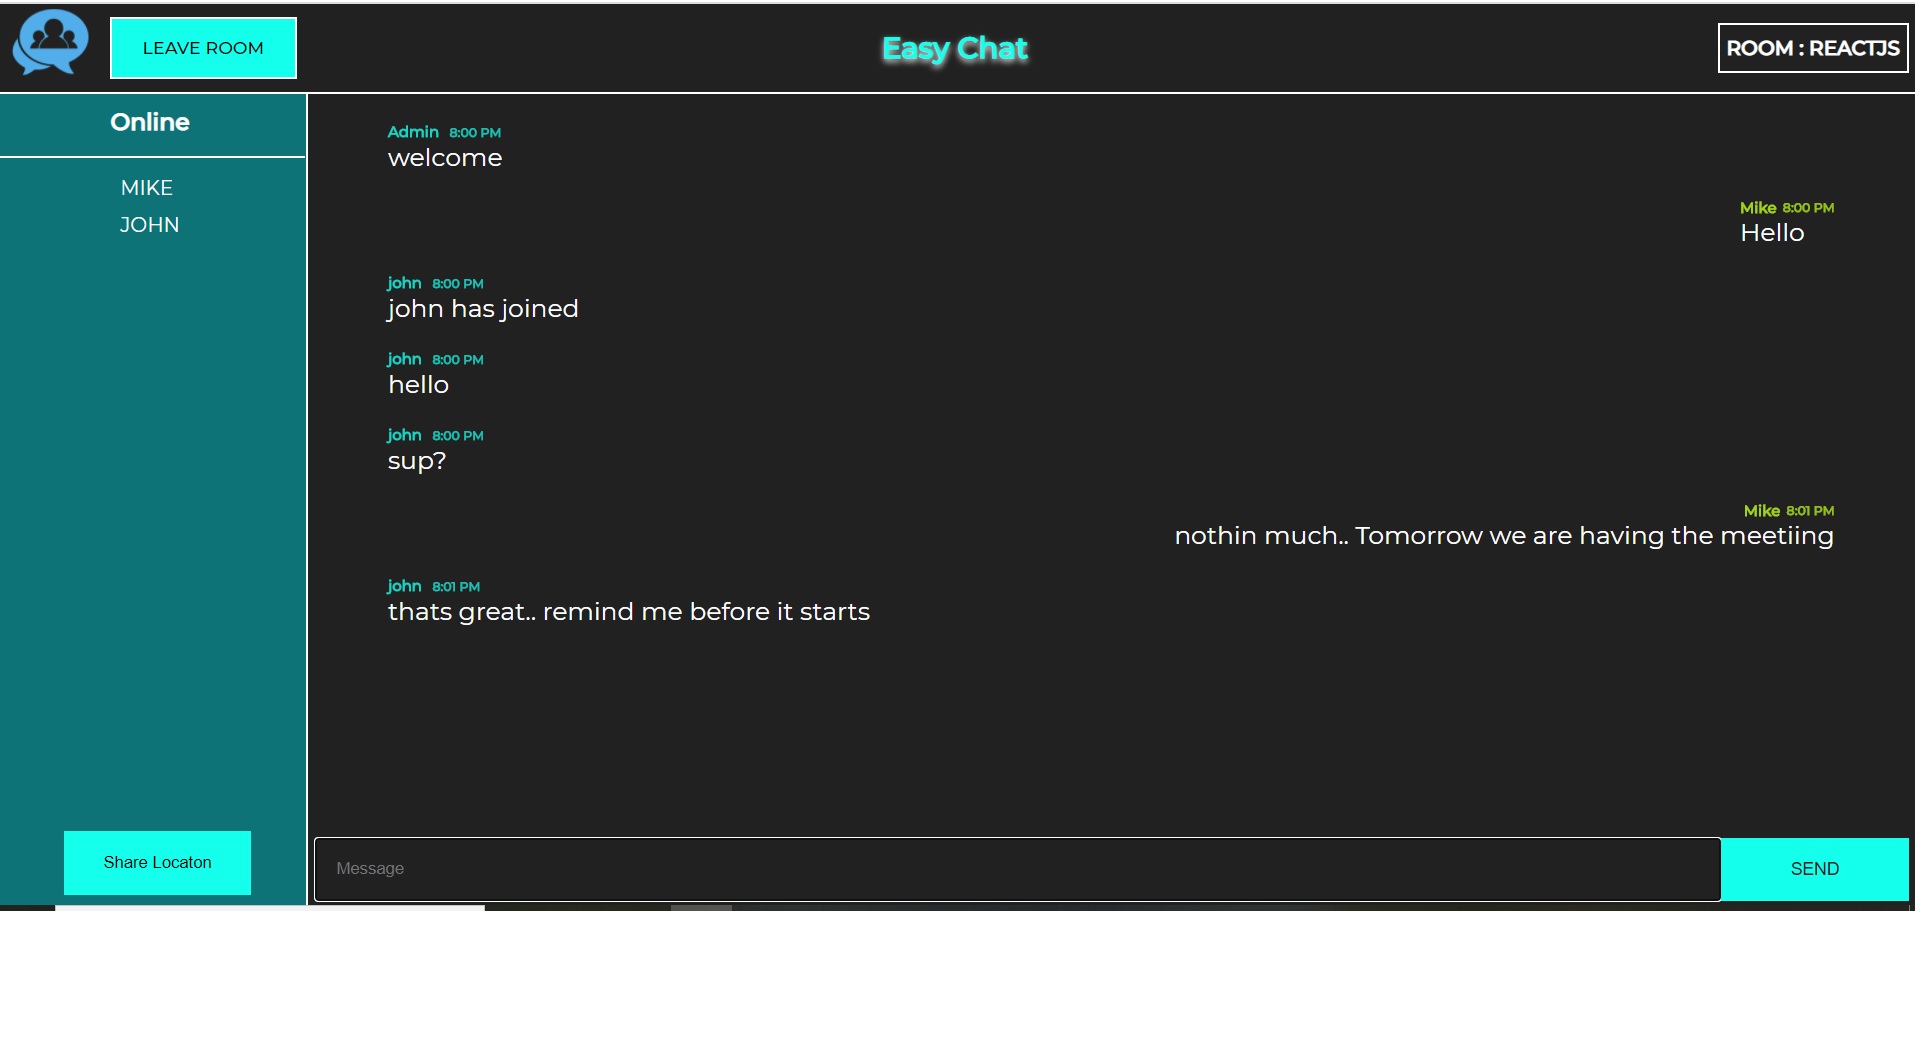 LEAVE ROOM
Easy Chat
ROOM : REACTJS
Online
MIKE
JOHN
Share Locaton
Admin 8:00 PM
welcome
Mike 8:00 PM
Hello
john 8:00 PM
john has joined
john 8:00 PM
hello
john 8:00 PM
sup?
Mike 8:01 PM
nothin much.. Tomorrow we are having the meetiing
john 8:01 PM
thats great.. remind me before it starts
Message
SEND